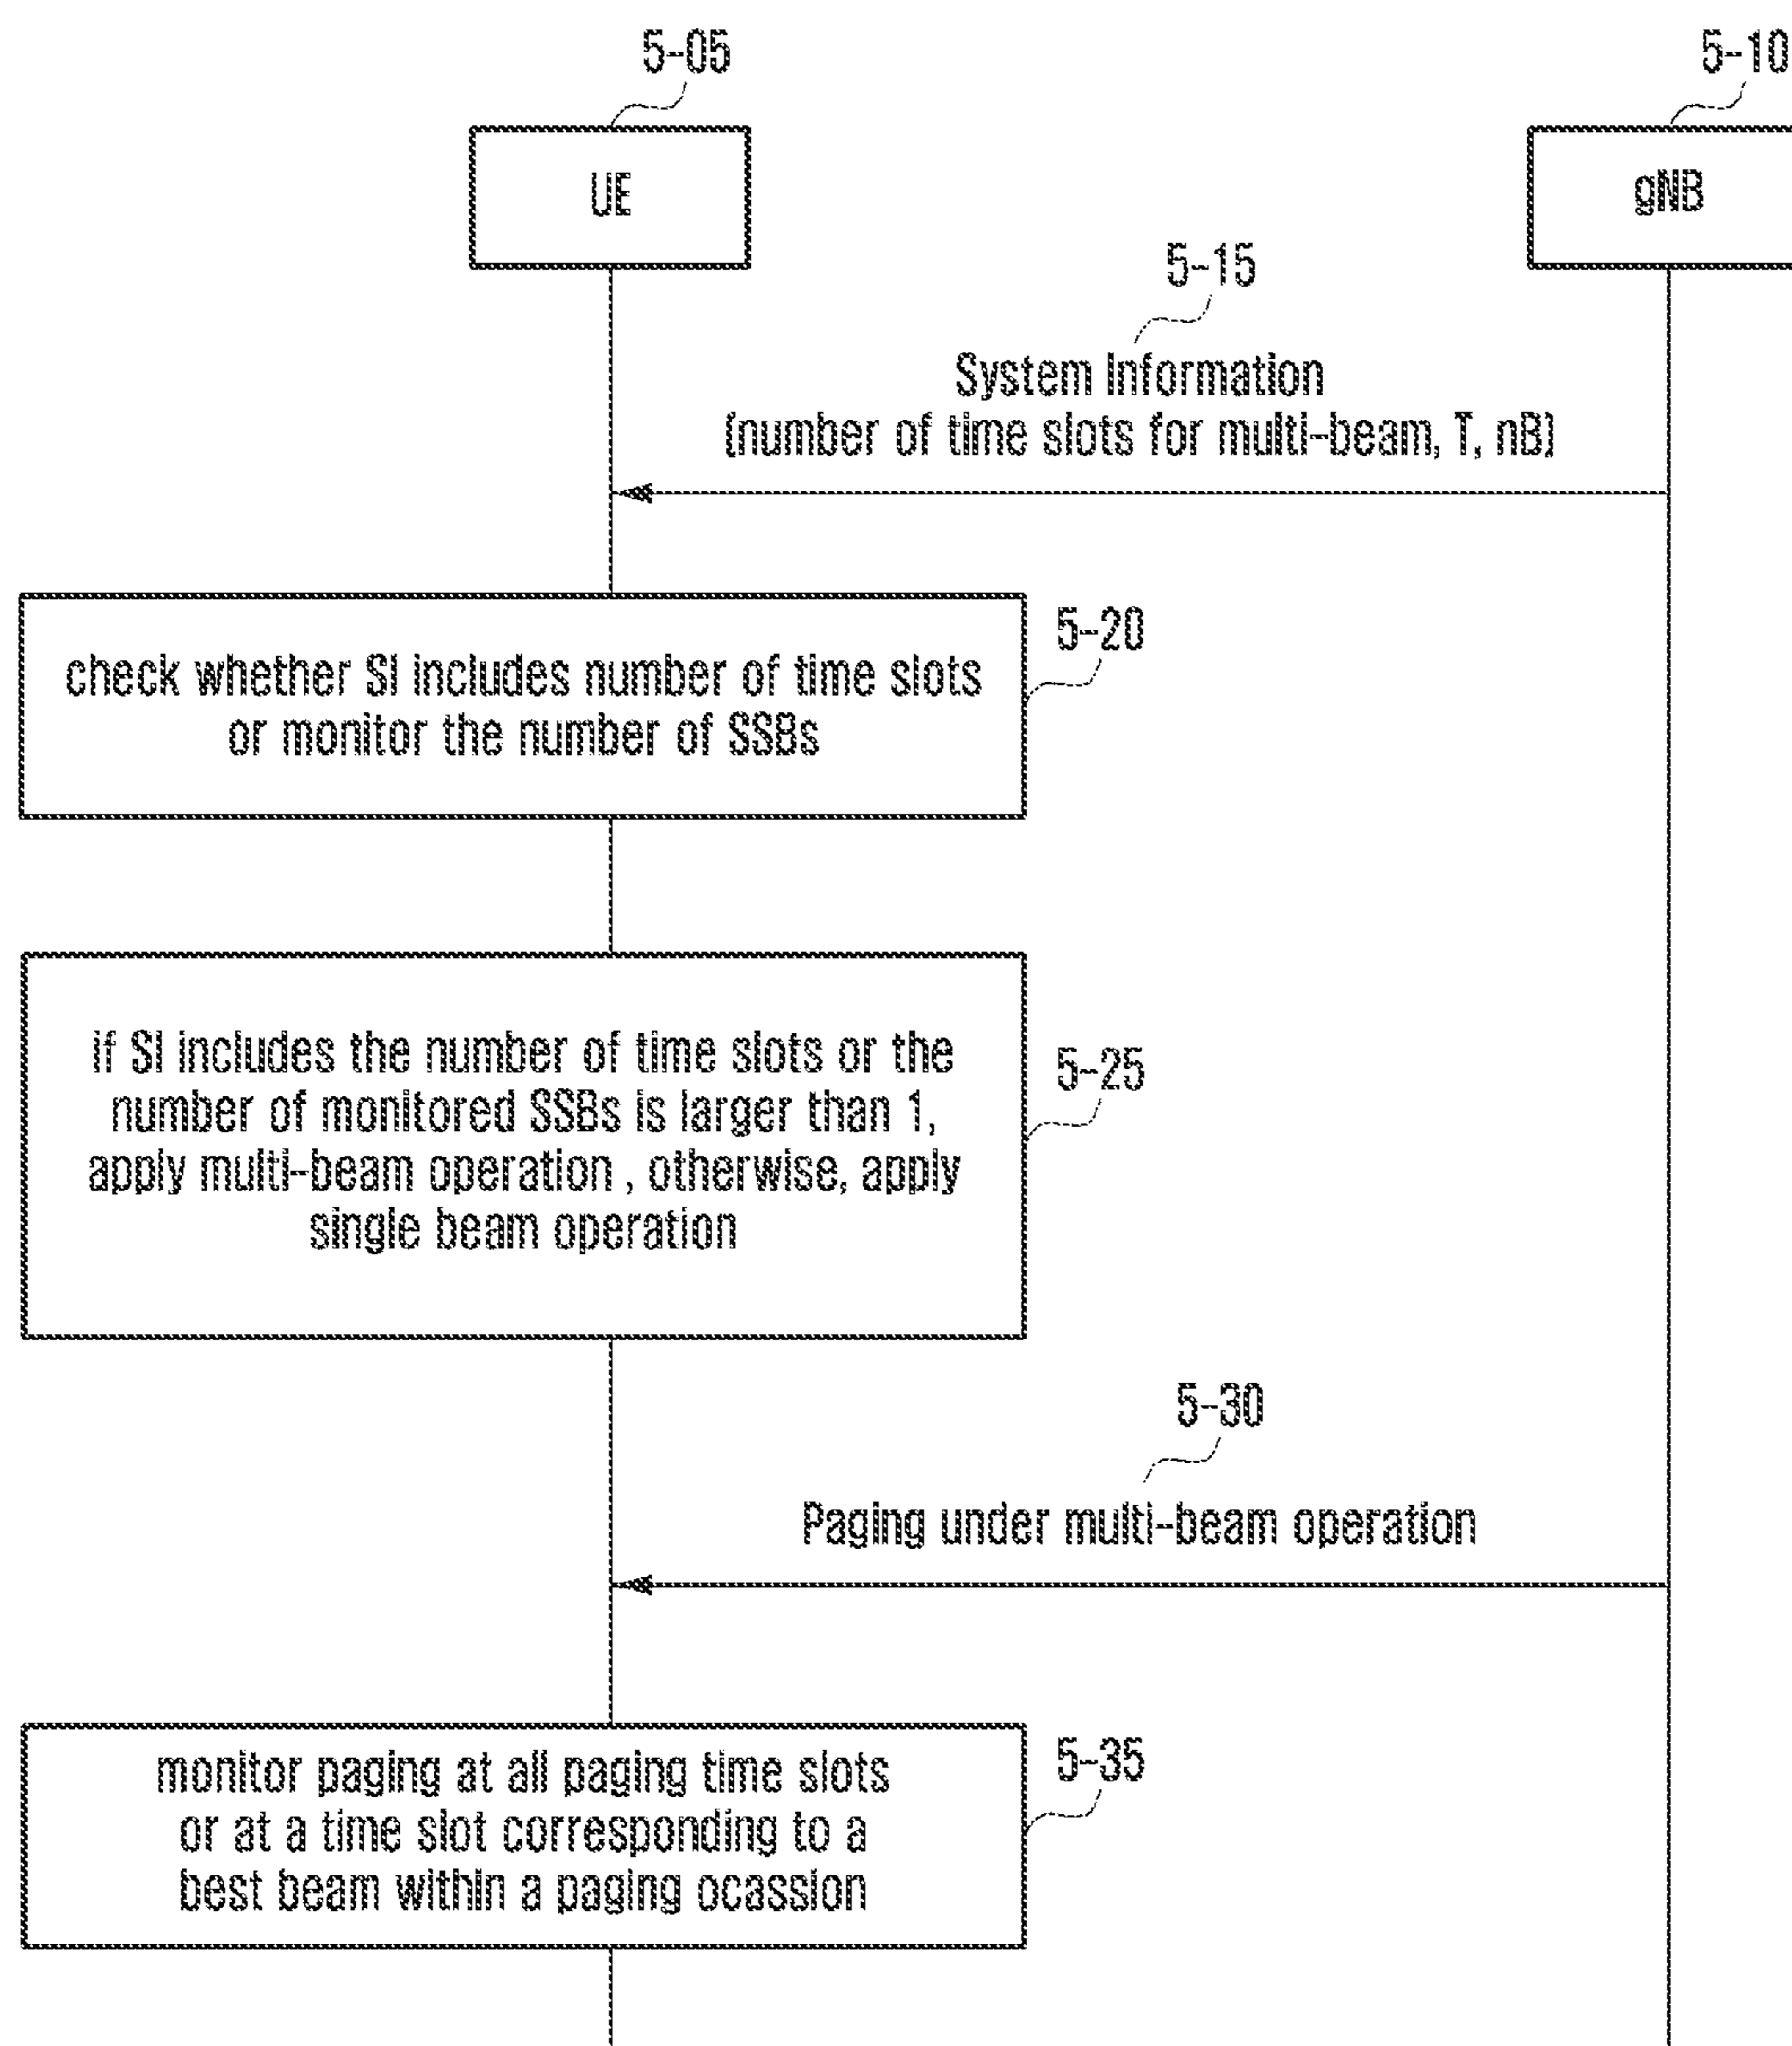 5-05
5-10
UE
gNB
5-15
System Information
(number of time slots for multi-beam, T, nB)
5-20
check whether SI includes number of time slots
or monitor the number of SSBs
if SI includes the number of time slots or the
number of monitored SSBs is larger than 1,
apply multi-beam operation , otherwise, apply
single beam operation
5-25
5-30
Paging under multi-beam operation
monitor paging at all paging time slots
or at a time slot corresponding to a
best beam within a paging ocassion
5-35